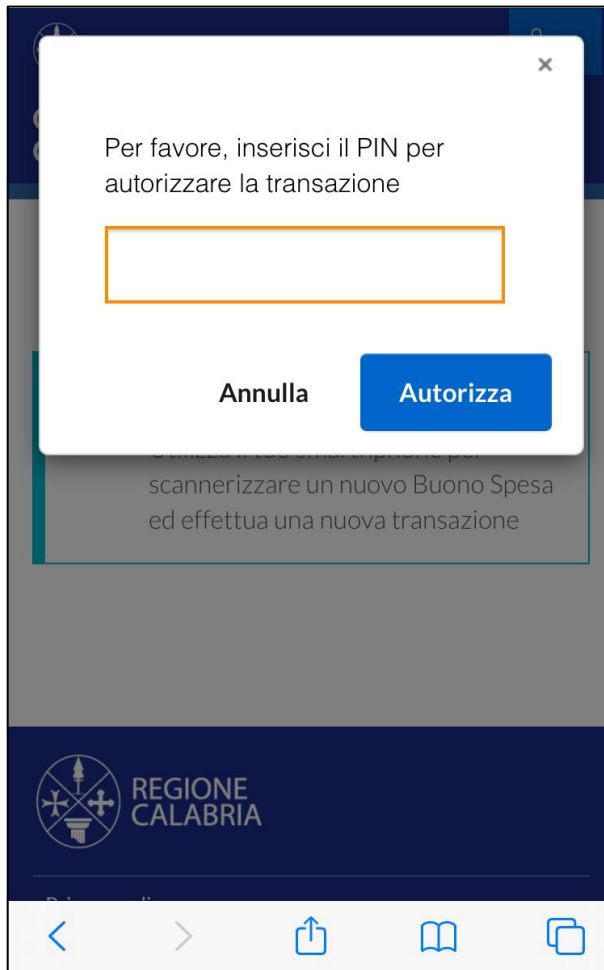 ×
Per favore, inserisci il PIN per
autorizzare la transazione
Annulla
Autorizza
scannerizzare un nuovo Buono Spesa
ed effettua una nuova transazione
REGIONE
CALABRIA